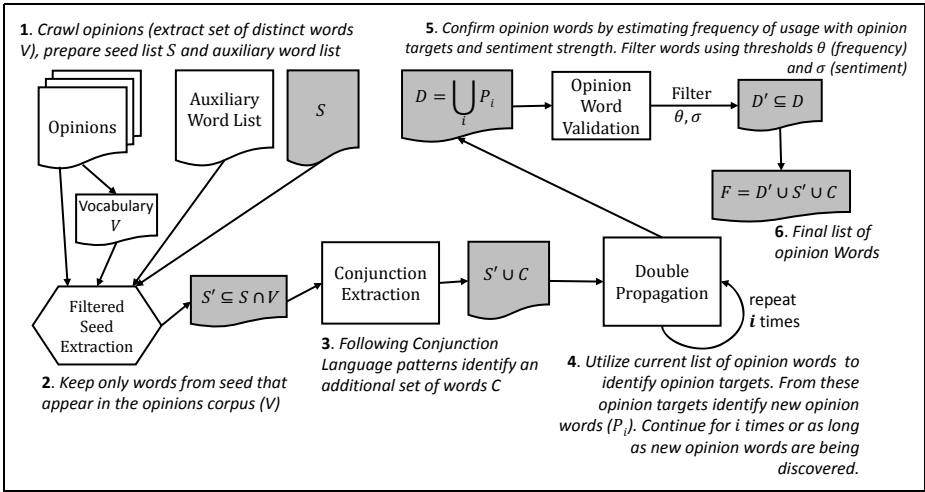 1. Crawl opinions (extract set of distinct words
V), prepare seed list S and auxiliary word list
5. Confirm opinion words by estimating frequency of usage with opinion
targets and sentiment strength. Filter words using thresholds θ (frequency)
and σ (sentiment)
Opinions
Auxiliary
Word List
S
D = ⋃ P_i
i
Opinion
Word
Validation
Filter
θ, σ
D′ ⊆ D
Vocabulary
V
F = D′ ∪ S′ ∪ C
6. Final list of
opinion Words
Filtered
Seed
Extraction
S′ ⊆ S ∩ V
Conjunction
Extraction
S′ ∪ C
Double
Propagation
repeat
i times
2. Keep only words from seed that
appear in the opinions corpus (V)
3. Following Conjunction
Language patterns identify an
additional set of words C
4. Utilize current list of opinion words to
identify opinion targets. From these
opinion targets identify new opinion
words (P_i). Continue for i times or as long
as new opinion words are being
discovered.